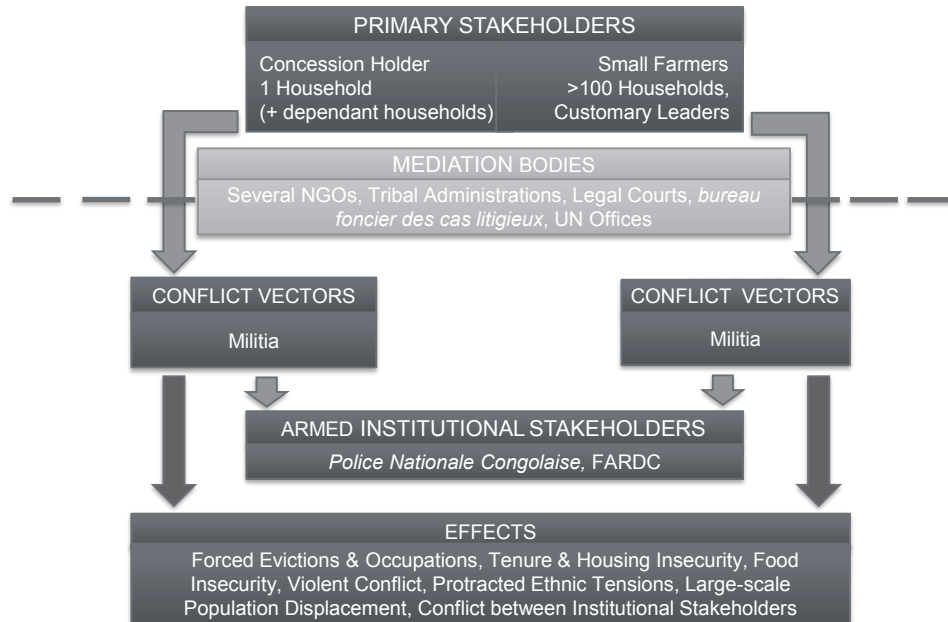 PRIMARY STAKEHOLDERS
Concession Holder
1 Household
(+ dependant households)
Small Farmers
>100 Households,
Customary Leaders
MEDIATION BODIES
Several NGOs, Tribal Administrations, Legal Courts, bureau
foncier des cas litigieux, UN Offices
CONFLICT VECTORS
Militia
CONFLICT VECTORS
Militia
ARMED INSTITUTIONAL STAKEHOLDERS
Police Nationale Congolaise, FARDC
EFFECTS
Forced Evictions & Occupations, Tenure & Housing Insecurity, Food
Insecurity, Violent Conflict, Protracted Ethnic Tensions, Large-scale
Population Displacement, Conflict between Institutional Stakeholders